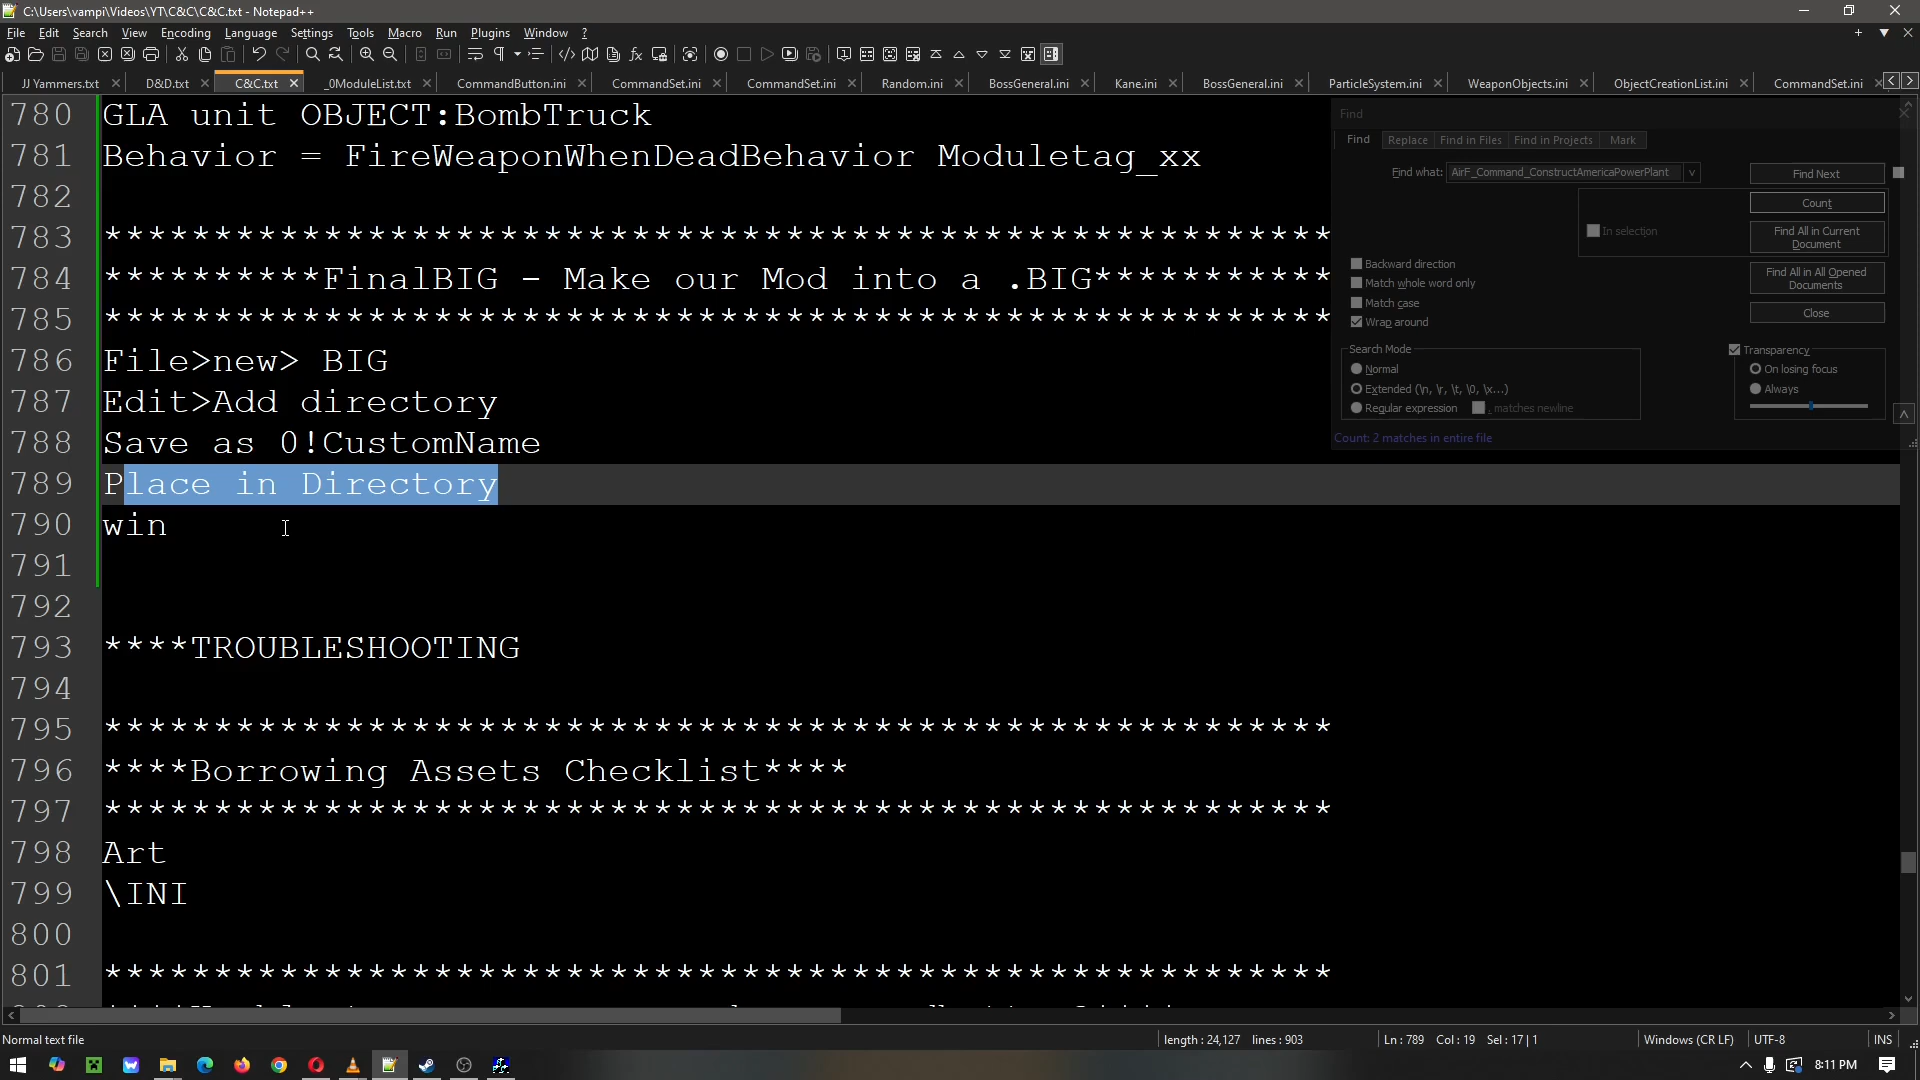 C:\Users\vampi\Videos\YT\C&C\C&C.txt - Notepad++
File Edit Search View Encoding Language Settings Tools Macro Run Plugins Window ?
JJ Yammers.txt D&D.txt C&C.txt _0ModuleList.txt CommandButton.ini CommandSet.ini CommandSet.ini Random.ini BossGeneral.ini Kane.ini BossGeneral.ini ParticleSystem.ini WeaponObjects.ini ObjectCreationList.ini CommandSet.ini
780 GLA unit OBJECT:BombTruck
781 Behavior = FireWeaponWhenDeadBehavior Moduletag_xx
782
783 ********************************************************
784 **********FinalBIG - Make our Mod into a .BIG***********
785 ********************************************************
786 File>new> BIG
787 Edit>Add directory
788 Save as 0!CustomName
789 Place in Directory
790 win
791
792
793 ****TROUBLESHOOTING
794
795 ********************************************************
796 ****Borrowing Assets Checklist****
797 ********************************************************
798 Art
799 \INI
800
801 ********************************************************
Find
Find Replace Find in Files Find in Projects Mark
Find what: AirF_Command_ConstructAmericaPowerPlant Find Next
Count
In selection
Find All in Current Document
Backward direction
Find All in All Opened Documents
Match whole word only
Match case
Close
Wrap around
Search Mode
Transparency
Normal
On losing focus
Extended (\n, \r, \t, \0, \x...)
Always
Regular expression . matches newline
Count: 2 matches in entire file
Normal text file length : 24,127 lines : 903 Ln : 789 Col : 19 Sel : 17 | 1 Windows (CR LF) UTF-8 INS
8:11 PM